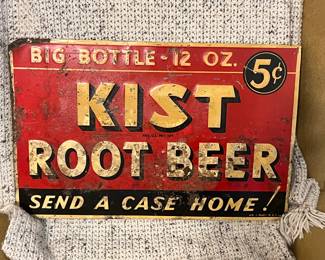 BIG BOTTLE - 12 OZ.
5¢
KIST
ROOT BEER
SEND A CASE HOME!